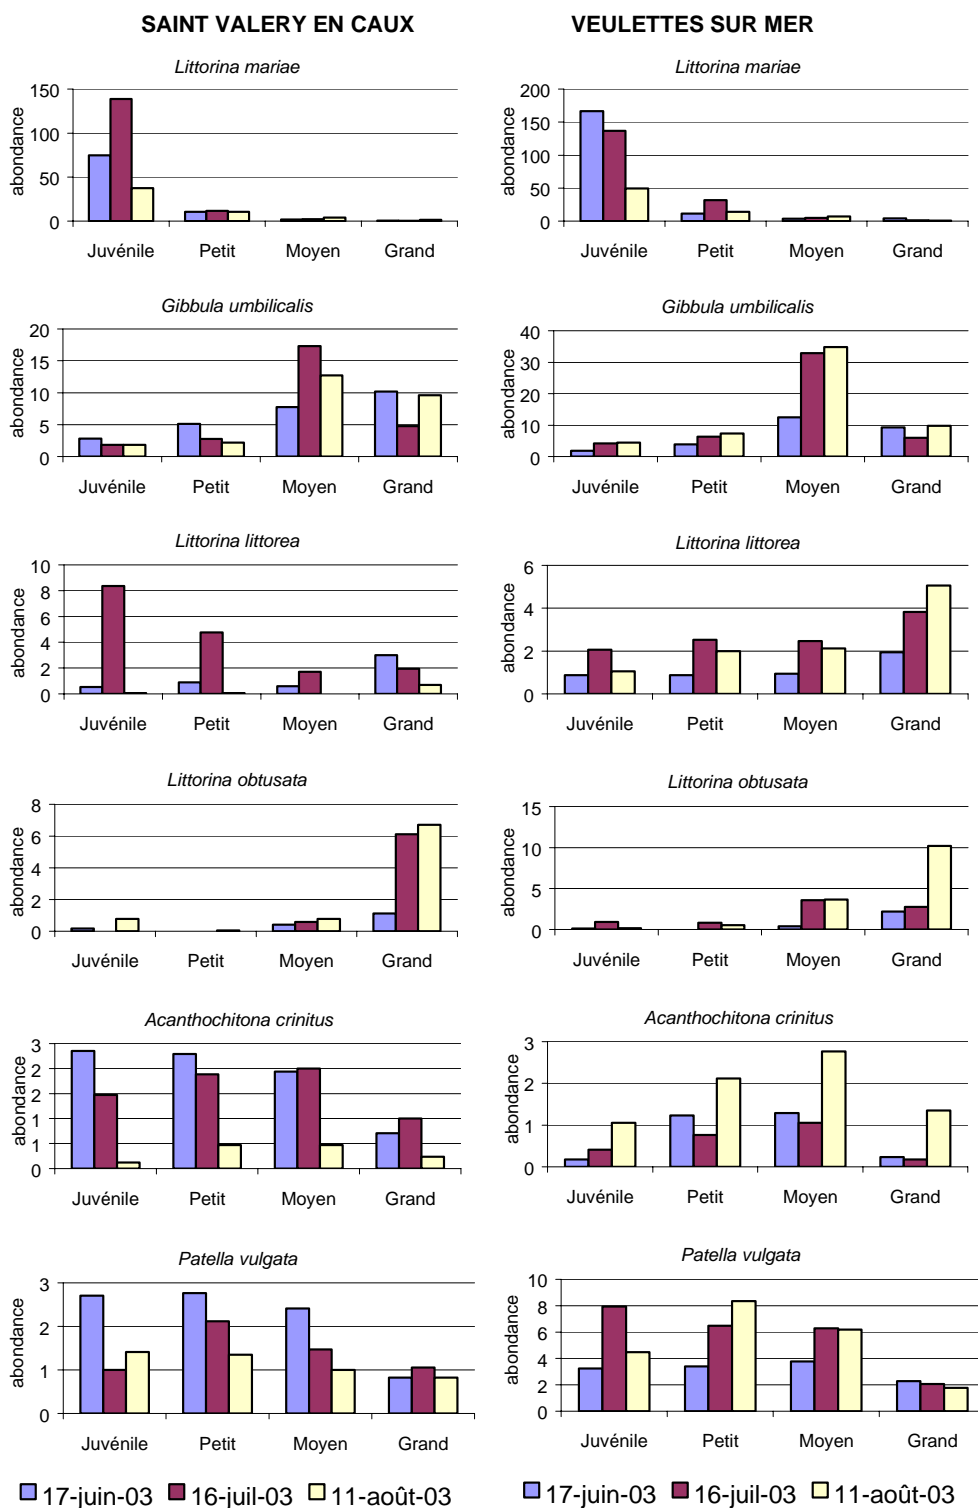 SAINT VALERY EN CAUX
VEULETTES SUR MER
Littorina mariae
abondance
150
100
50
0
Juvénile Petit Moyen Grand
Littorina mariae
abondance
200
150
100
50
0
Juvénile Petit Moyen Grand
Gibbula umbilicalis
abondance
20
15
10
5
0
Juvénile Petit Moyen Grand
Gibbula umbilicalis
abondance
40
30
20
10
0
Juvénile Petit Moyen Grand
Littorina littorea
abondance
10
8
6
4
2
0
Juvénile Petit Moyen Grand
Littorina littorea
abondance
6
4
2
0
Juvénile Petit Moyen Grand
Littorina obtusata
abondance
8
6
4
2
0
Juvénile Petit Moyen Grand
Littorina obtusata
abondance
15
10
5
0
Juvénile Petit Moyen Grand
Acanthochitona crinitus
abondance
3
2
2
1
1
0
Juvénile Petit Moyen Grand
Acanthochitona crinitus
abondance
3
2
1
0
Juvénile Petit Moyen Grand
Patella vulgata
abondance
3
2
1
0
Juvénile Petit Moyen Grand
Patella vulgata
abondance
10
8
6
4
2
0
Juvénile Petit Moyen Grand
17-juin-03 16-juil-03 11-août-03
17-juin-03 16-juil-03 11-août-03